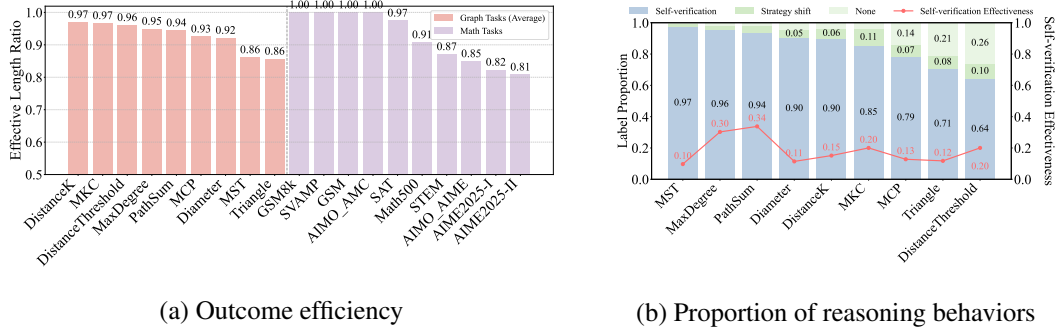 Effective Length Ratio
1.0
0.9
0.8
0.7
0.6
0.5
0.97 0.97 0.96 0.95 0.94 0.93 0.92 0.86 0.86 1.00 1.00 1.00 1.00 0.97 0.91 0.87 0.85 0.82 0.81
Graph Tasks (Average)
Math Tasks
DistanceK
MKC
DistanceThreshold
MaxDegree
PathSum
MCP
Diameter
MST
Triangle
GSM8k
SVAMP
GSM
AIMO_AMC
SAT
Math500
STEM
AIMO_AIME
AIME2025-I
AIME2025-II
(a) Outcome efficiency
Self-verification
Strategy shift
None
Self-verification Effectiveness
Label Proportion
1.0
0.8
0.6
0.4
0.2
0.0
0.97 0.96 0.94 0.90 0.90 0.85 0.79 0.71 0.64
0.05 0.06 0.11 0.07 0.08 0.10
0.14 0.21 0.26
0.10 0.30 0.34 0.11 0.15 0.20 0.13 0.12 0.20
1.0
0.8
0.6
0.4
0.2
0.0
Self-verification Effectiveness
MST
MaxDegree
PathSum
Diameter
DistanceK
MKC
MCP
Triangle
DistanceThreshold
(b) Proportion of reasoning behaviors